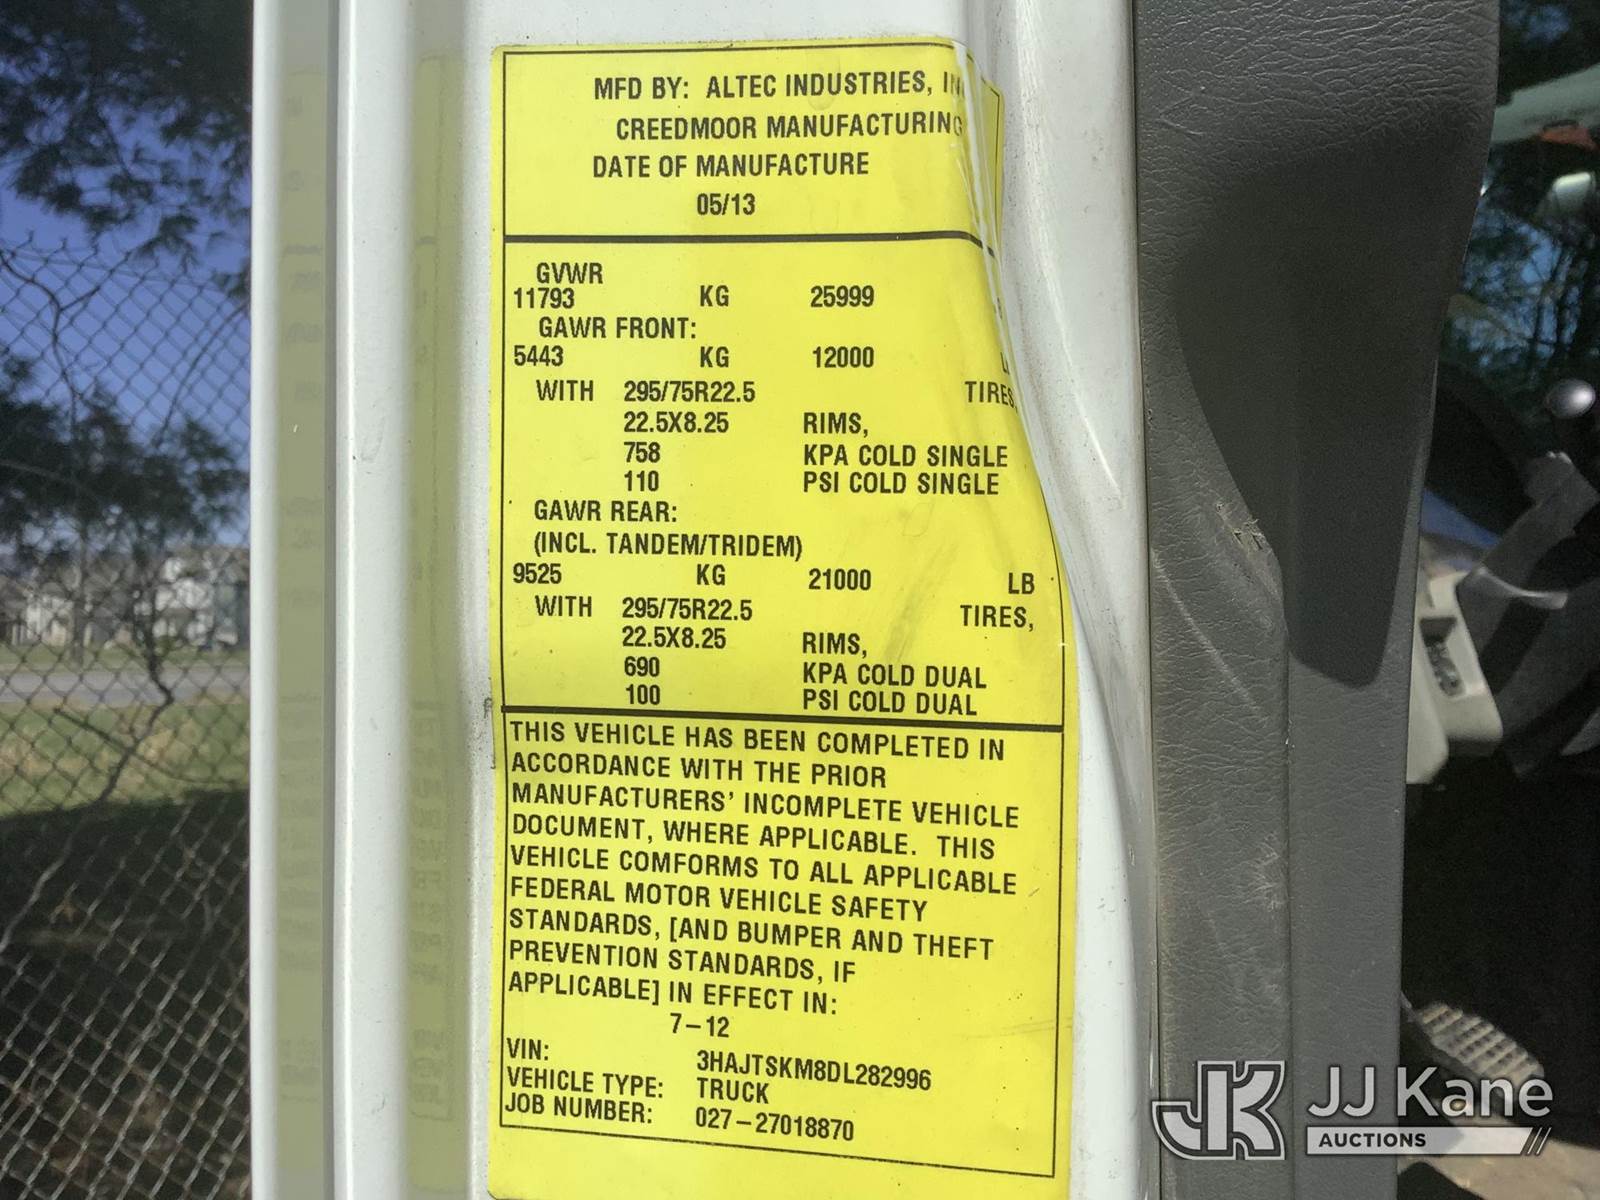 MFD BY: ALTEC INDUSTRIES,
CREEDMOOR MANUFACTURING
DATE OF MANUFACTURE
05/13
GVWR
11793 KG 25999
GAWR FRONT:
5443 KG 12000
WITH 295/75R22.5 TIRES,
22.5X8.25 RIMS,
758 KPA COLD SINGLE
110 PSI COLD SINGLE
GAWR REAR:
(INCL. TANDEM/TRIDEM)
9525 KG 21000 LB
WITH 295/75R22.5 TIRES,
22.5X8.25 RIMS,
690 KPA COLD DUAL
100 PSI COLD DUAL
THIS VEHICLE HAS BEEN COMPLETED IN
ACCORDANCE WITH THE PRIOR
MANUFACTURERS' INCOMPLETE VEHICLE
DOCUMENT, WHERE APPLICABLE. THIS
VEHICLE COMFORMS TO ALL APPLICABLE
FEDERAL MOTOR VEHICLE SAFETY
STANDARDS, [AND BUMPER AND THEFT
PREVENTION STANDARDS, IF
APPLICABLE] IN EFFECT IN:
7-12
VIN: 3HAJTSKM8DL282996
VEHICLE TYPE: TRUCK
JOB NUMBER: 027-27018870
JK JJ Kane
AUCTIONS